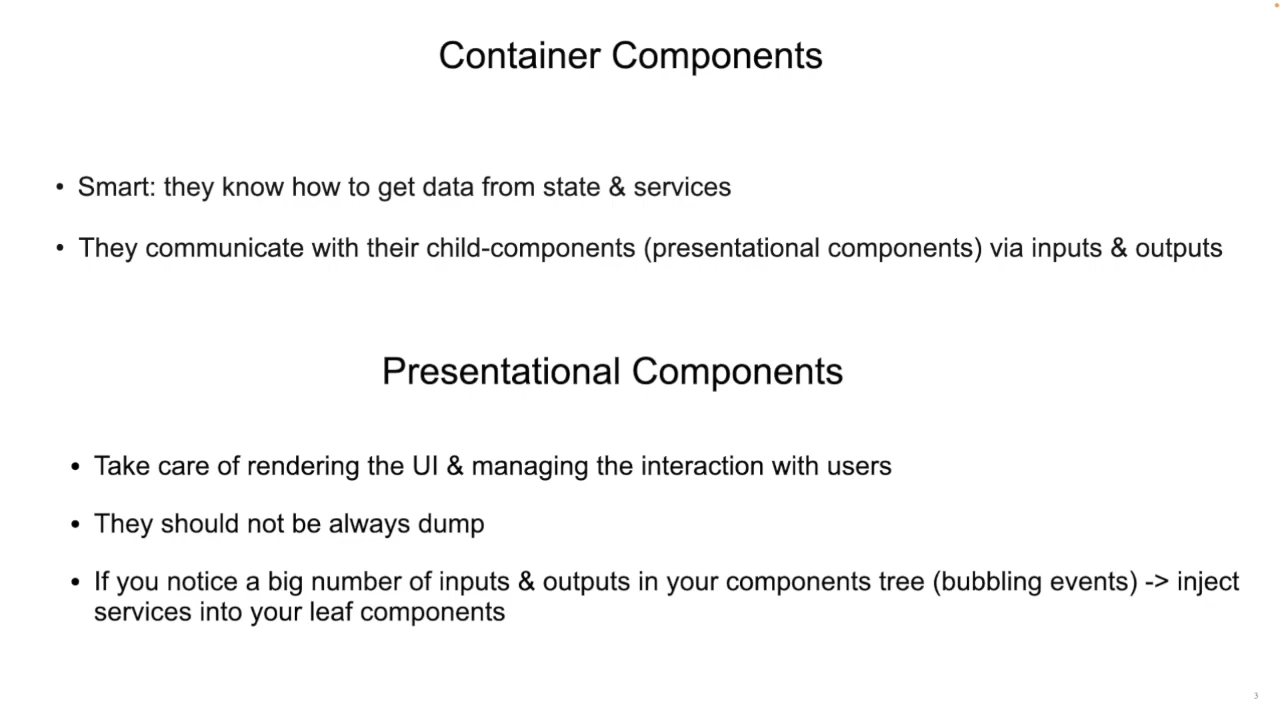 Container Components
• Smart: they know how to get data from state & services
• They communicate with their child-components (presentational components) via inputs & outputs
Presentational Components
• Take care of rendering the UI & managing the interaction with users
• They should not be always dump
• If you notice a big number of inputs & outputs in your components tree (bubbling events) -> inject
services into your leaf components
3